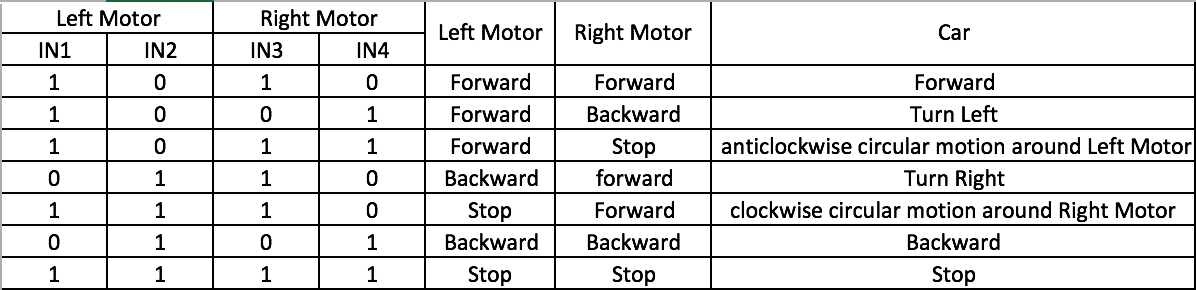 Left Motor Right Motor Left Motor Right Motor Car
IN1 IN2 IN3 IN4
1 0 1 0 Forward Forward Forward
1 0 0 1 Forward Backward Turn Left
1 0 1 1 Forward Stop anticlockwise circular motion around Left Motor
0 1 1 0 Backward forward Turn Right
1 1 1 0 Stop Forward clockwise circular motion around Right Motor
0 1 0 1 Backward Backward Backward
1 1 1 1 Stop Stop Stop